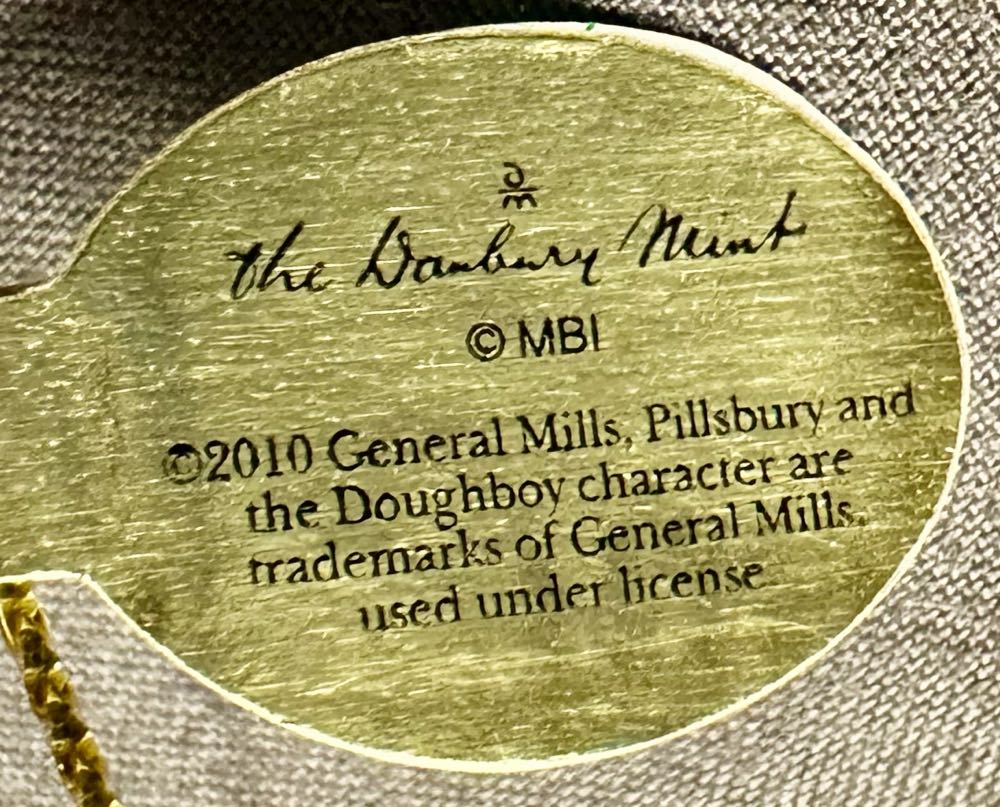 the Danbury Mint
© MBI
©2010 General Mills, Pillsbury and
the Doughboy character are
trademarks of General Mills,
used under license